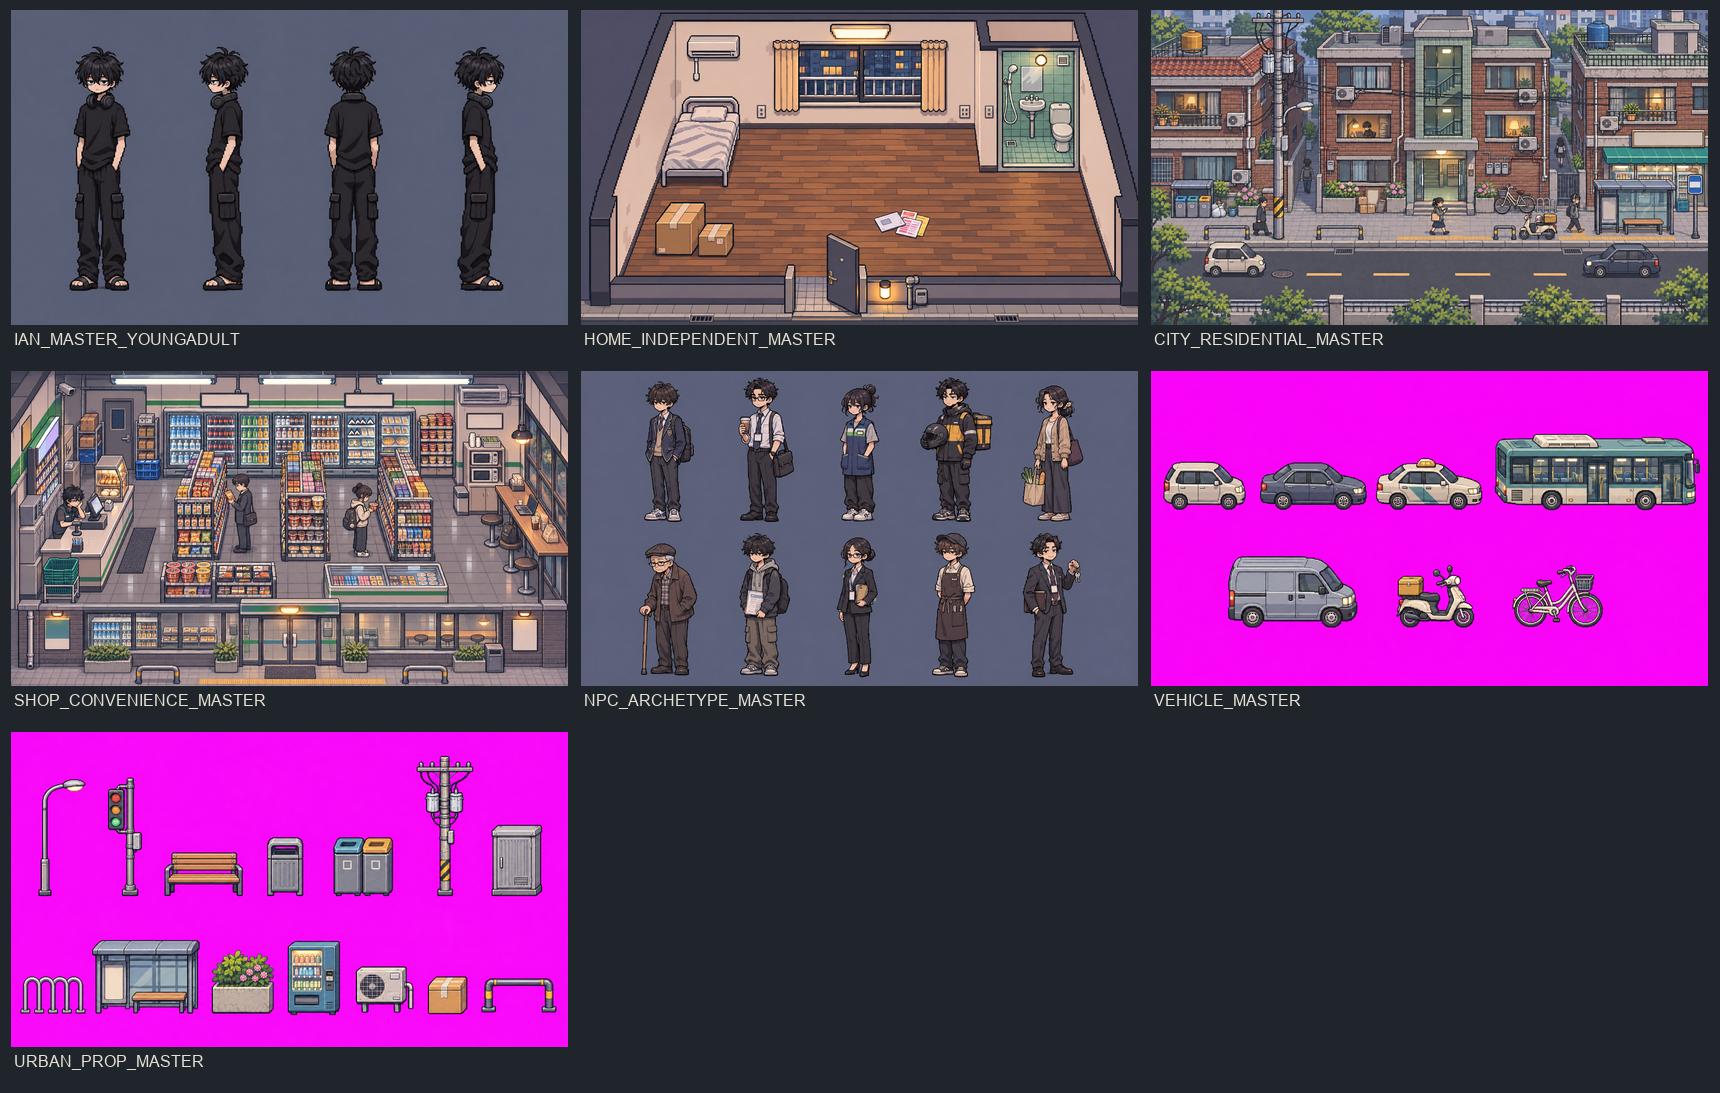 IAN_MASTER_YOUNGADULT
HOME_INDEPENDENT_MASTER
CITY_RESIDENTIAL_MASTER
SHOP_CONVENIENCE_MASTER
NPC_ARCHETYPE_MASTER
VEHICLE_MASTER
URBAN_PROP_MASTER